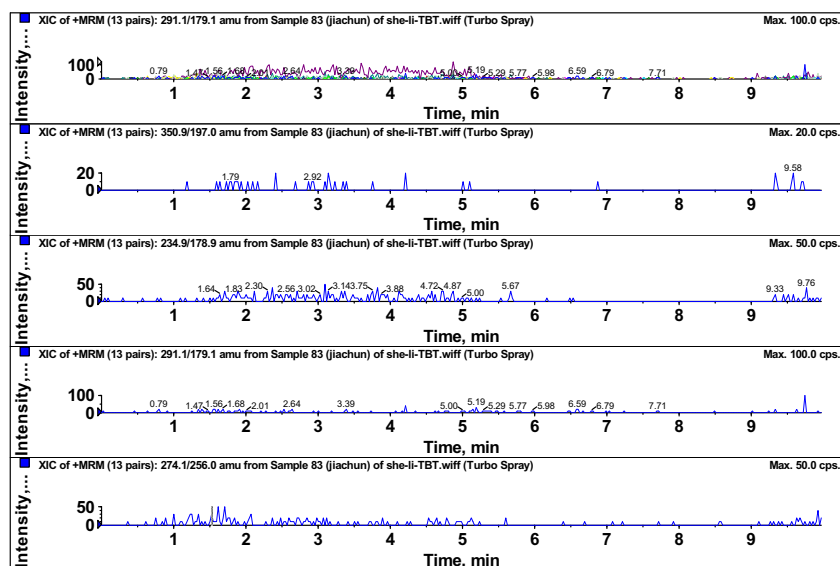 XIC of +MRM (13 pairs): 291.1/179.1 amu from Sample 83 (jiachun) of she-li-TBT.wiff (Turbo Spray) Max. 100.0 cps.
Intensity,...
100
0
0.79 1.47 1.56 1.68 2.01 2.64 3.39 5.00 5.19 5.29 5.77 5.98 6.59 6.79 7.71
1 2 3 4 5 6 7 8 9
Time, min
XIC of +MRM (13 pairs): 350.9/197.0 amu from Sample 83 (jiachun) of she-li-TBT.wiff (Turbo Spray) Max. 20.0 cps.
Intensity,...
20
0
1.79 2.92 9.58
1 2 3 4 5 6 7 8 9
Time, min
XIC of +MRM (13 pairs): 234.9/178.9 amu from Sample 83 (jiachun) of she-li-TBT.wiff (Turbo Spray) Max. 50.0 cps.
Intensity,...
50
0
1.64 1.83 2.30 2.56 3.02 3.14 3.75 3.88 4.72 4.87 5.00 5.67 9.33 9.76
1 2 3 4 5 6 7 8 9
Time, min
XIC of +MRM (13 pairs): 291.1/179.1 amu from Sample 83 (jiachun) of she-li-TBT.wiff (Turbo Spray) Max. 100.0 cps.
Intensity,...
100
0
0.79 1.47 1.56 1.68 2.01 2.64 3.39 5.00 5.19 5.29 5.77 5.98 6.59 6.79 7.71
1 2 3 4 5 6 7 8 9
Time, min
XIC of +MRM (13 pairs): 274.1/256.0 amu from Sample 83 (jiachun) of she-li-TBT.wiff (Turbo Spray) Max. 50.0 cps.
Intensity,...
50
0
1 2 3 4 5 6 7 8 9
Time, min